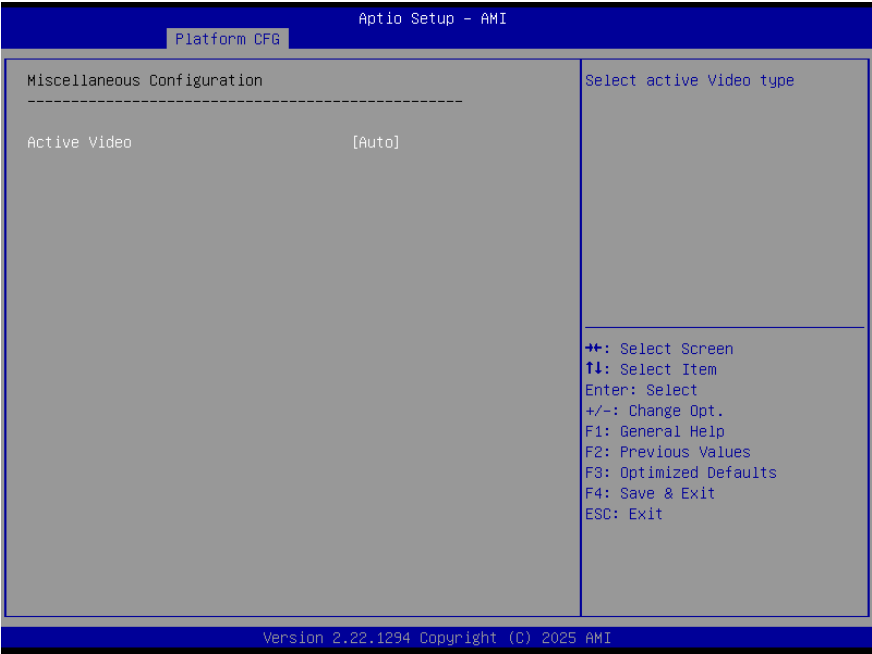 Aptio Setup - AMI
Platform CFG
Miscellaneous Configuration
--------------------------------------------------
Active Video [Auto]
Select active Video type
→←: Select Screen
↑↓: Select Item
Enter: Select
+/-: Change Opt.
F1: General Help
F2: Previous Values
F3: Optimized Defaults
F4: Save & Exit
ESC: Exit
Version 2.22.1294 Copyright (C) 2025 AMI